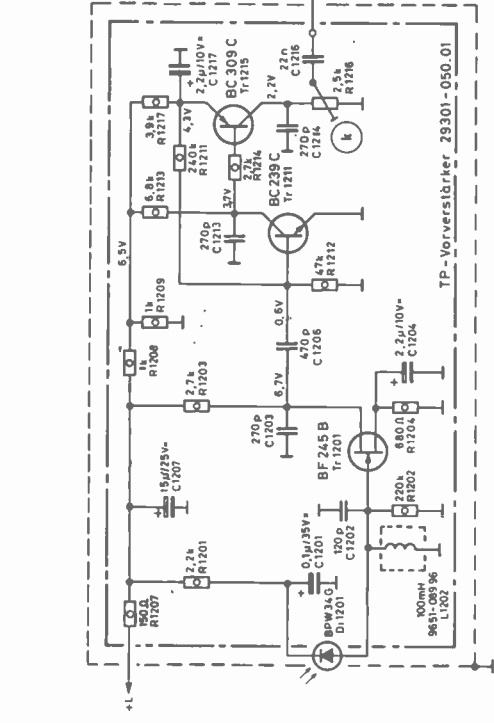 +L
150Ω
R1207
2,2k
R1201
15µ/25V=
C1207
+
2,7k
R1203
1k
R1208
1k
R1209
6,5V
6,8k
R1213
3,9k
R1217
2,2µ/10V=
C1217
+
4,3V
240k
R1211
BC 309 C
Tr 1215
2,2V
22n
C1216
2,5k
R1216
k
270p
C1214
2,7k
R1214
3,7V
BC 239 C
Tr 1211
270p
C1213
47k
R1212
0,6V
470p
C1206
6,7V
270p
C1203
BF 245 B
Tr 1201
2,2µ/10V=
C1204
+
680Ω
R1204
220k
R1202
120p
C1202
0,1µ/35V=
C1201
+
BPW 34 G
Di 1201
100mH
9651-089.96
L1202
TP-Vorverstärker 29301-050.01